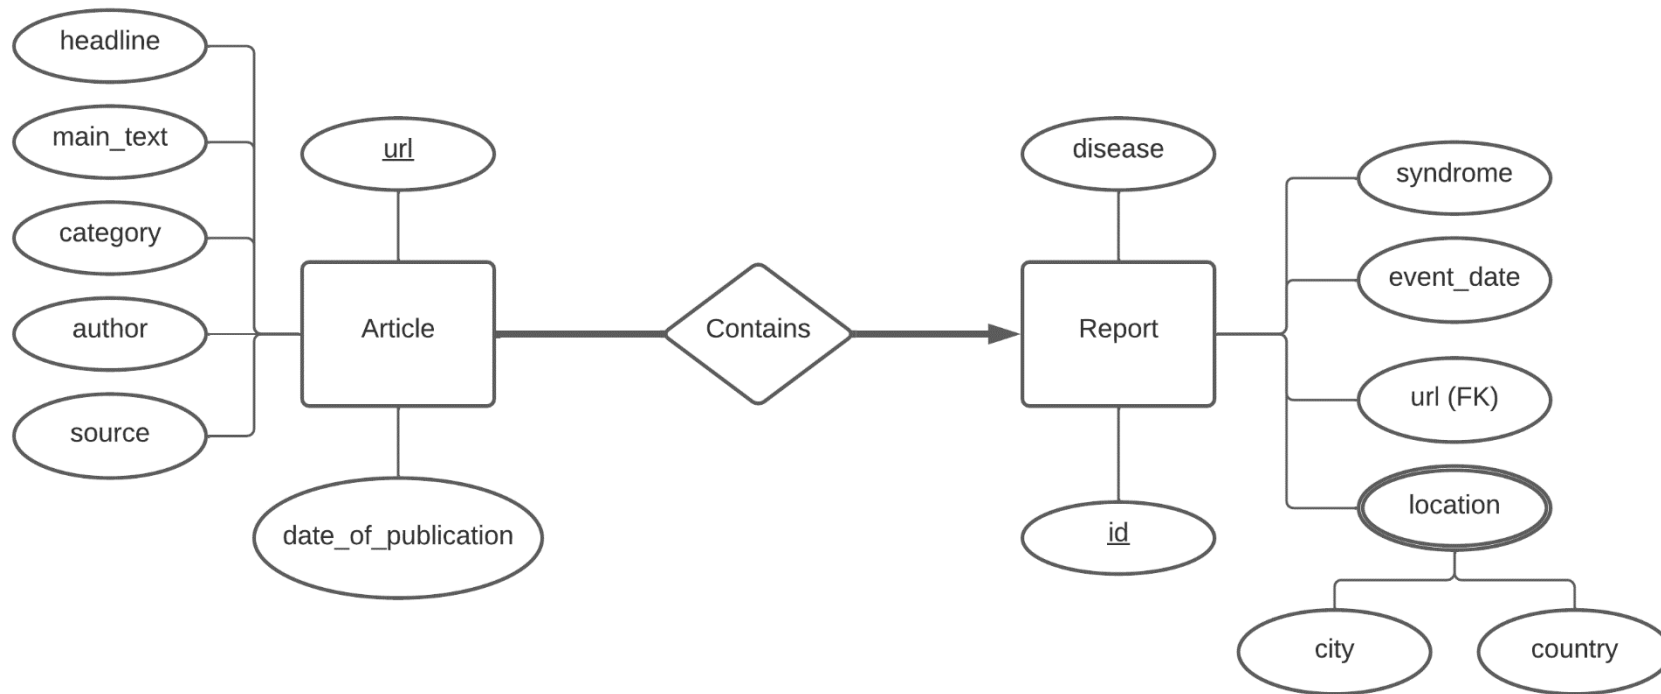 headline
main_text
category
author
source
url
Article
date_of_publication
Contains
disease
Report
id
syndrome
event_date
url (FK)
location
city
country